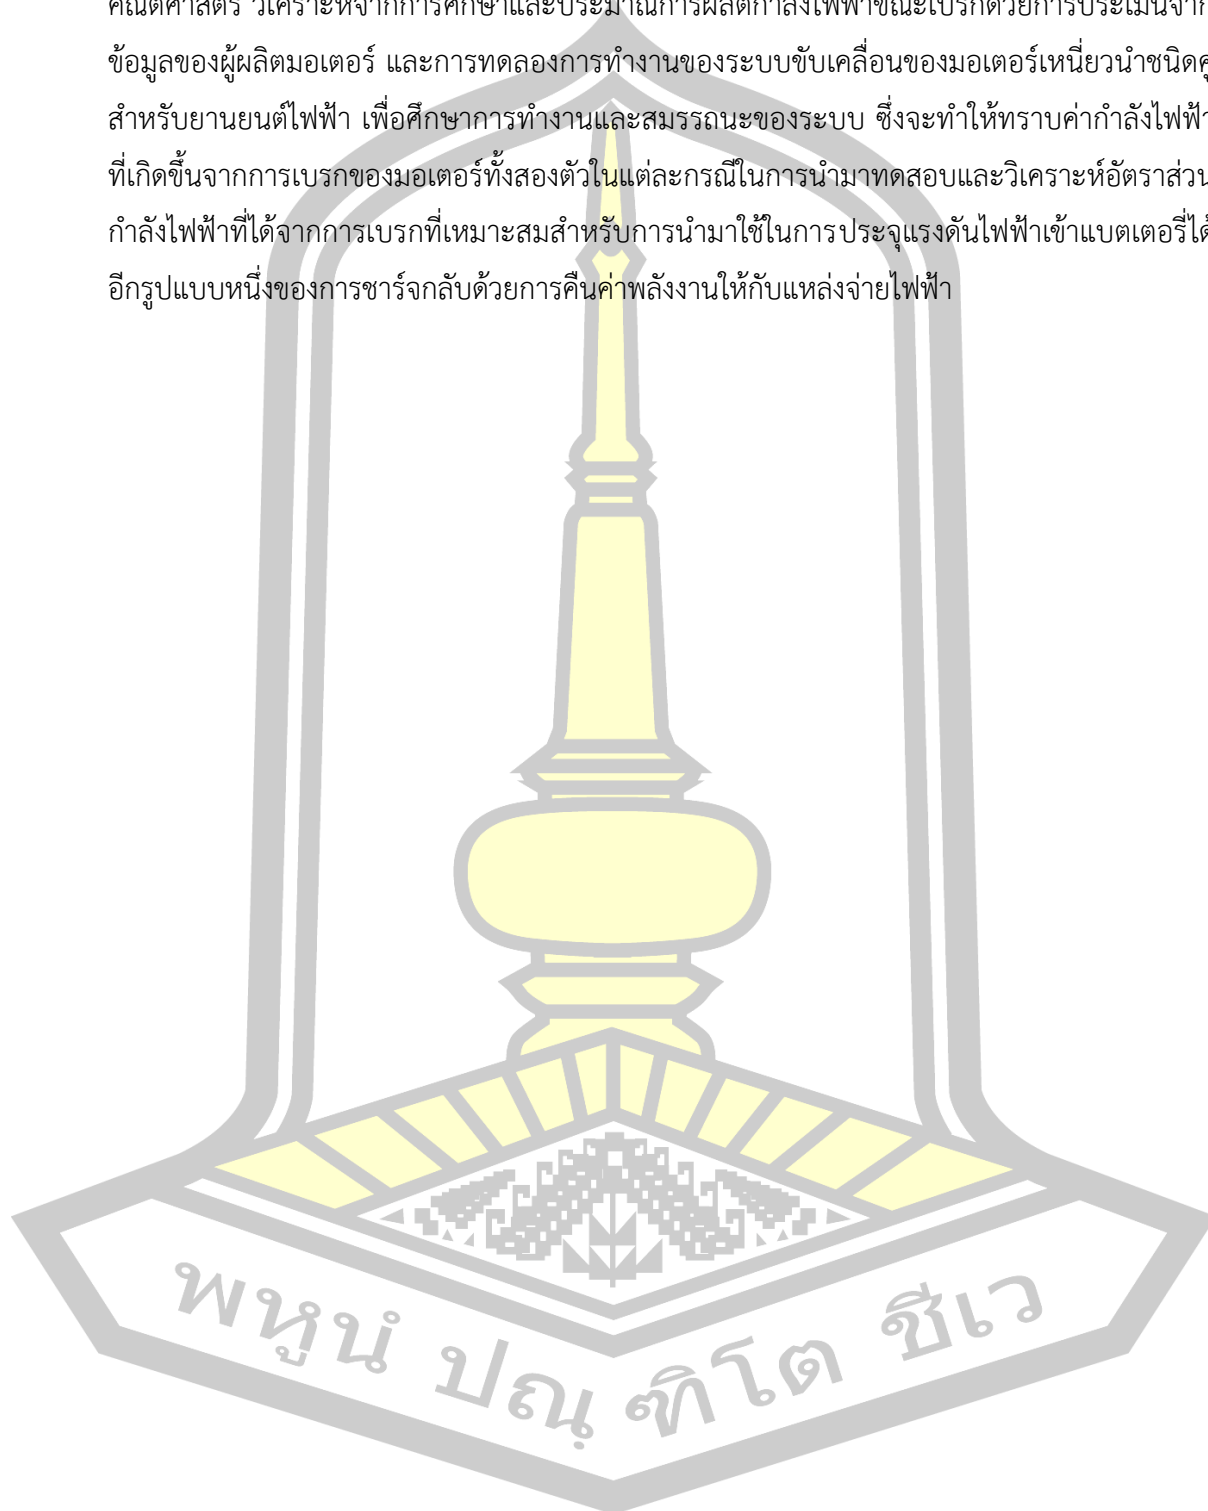 คณิตศาสตร์ วิเคราะห์จากการศึกษาและประมาณการผลิตกำลังไฟฟ้าขณะเบรกด้วยการประเมินจาก
ข้อมูลของผู้ผลิตมอเตอร์ และการทดลองการทำงานของระบบขับเคลื่อนของมอเตอร์เหนี่ยวนำชนิดคู่
สำหรับยานยนต์ไฟฟ้า เพื่อศึกษาการทำงานและสมรรถนะของระบบ ซึ่งจะทำให้ทราบค่ากำลังไฟฟ้า
ที่เกิดขึ้นจากการเบรกของมอเตอร์ทั้งสองตัวในแต่ละกรณีในการนำมาทดสอบและวิเคราะห์อัตราส่วน
กำลังไฟฟ้าที่ได้จากการเบรกที่เหมาะสมสำหรับการนำมาใช้ในการประจุแรงดันไฟฟ้าเข้าแบตเตอรี่ได้
อีกรูปแบบหนึ่งของการชาร์จกลับด้วยการคืนค่าพลังงานให้กับแหล่งจ่ายไฟฟ้า
พหูนํ ปณฺฑิโต ชีเว